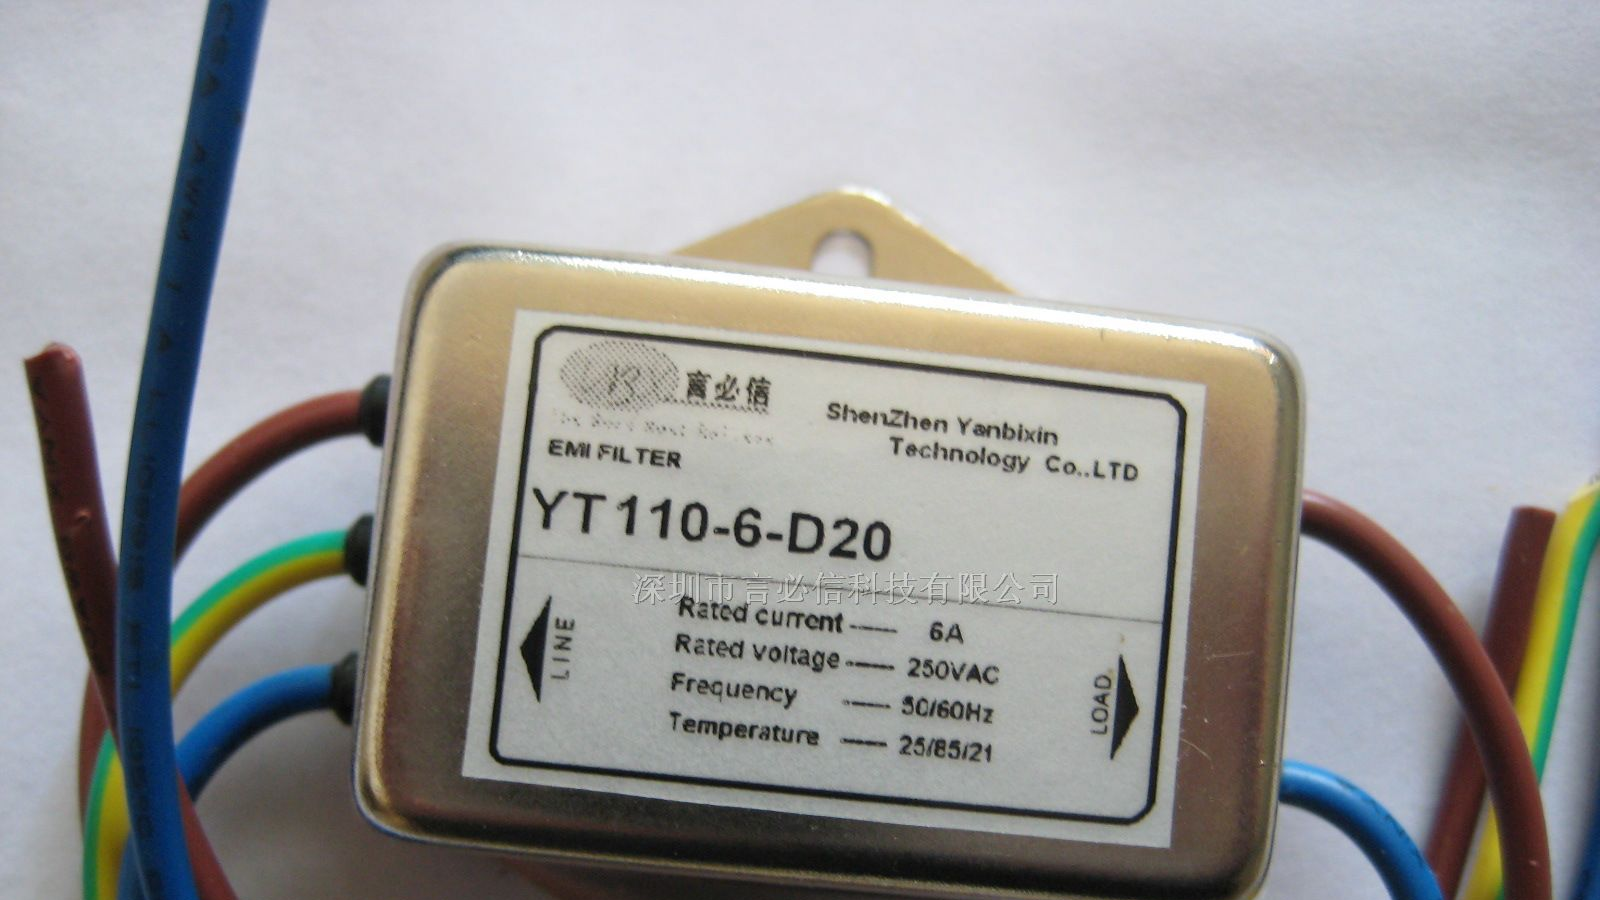 言必信
ShenZhen Yanbixin
Technology Co.,LTD
EMI FILTER
YT110-6-D20
深圳市言必信科技有限公司
LINE
Rated current —— 6A
Rated voltage —— 250VAC
Frequency —— 50/60Hz
Temperature —— 25/85/21
LOAD